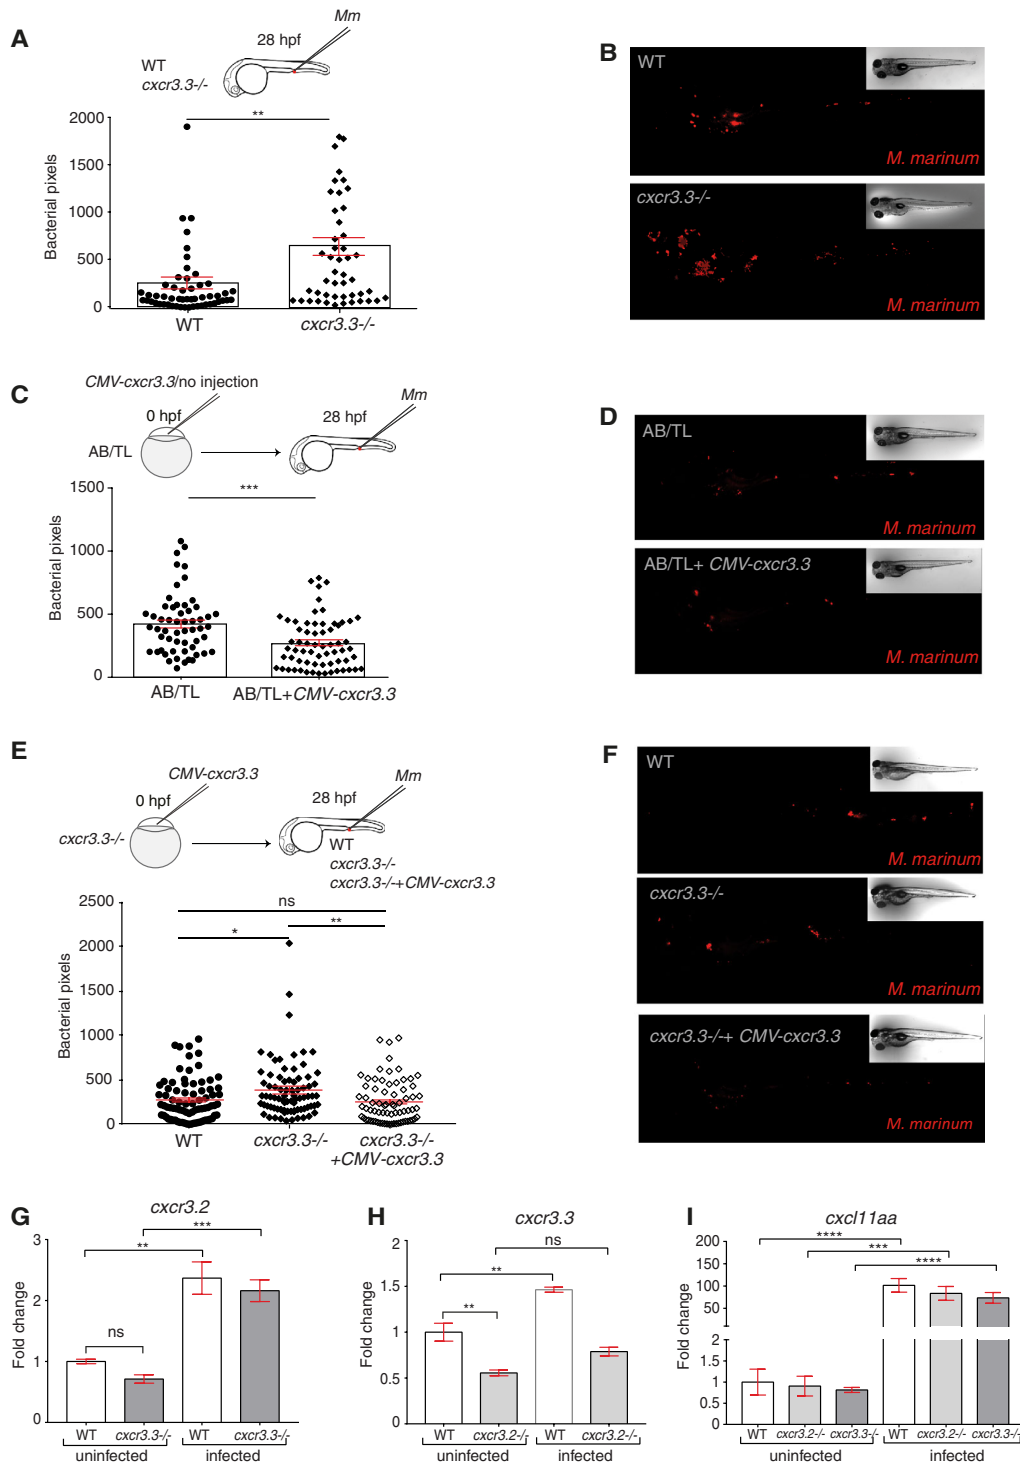 A
Mm
28 hpf
WT
cxcr3.3-/-
**
Bacterial pixels
2000
1500
1000
500
0
WT
cxcr3.3-/-
B
WT
M. marinum
cxcr3.3-/-
M. marinum
C
CMV-cxcr3.3/no injection
Mm
0 hpf
28 hpf
AB/TL
***
Bacterial pixels
1500
1000
500
0
AB/TL
AB/TL+CMV-cxcr3.3
D
AB/TL
M. marinum
AB/TL+ CMV-cxcr3.3
M. marinum
E
CMV-cxcr3.3
Mm
0 hpf
28 hpf
cxcr3.3-/-
WT
cxcr3.3-/-
cxcr3.3-/-+CMV-cxcr3.3
ns
*
**
Bacterial pixels
2500
2000
1500
1000
500
0
WT
cxcr3.3-/-
cxcr3.3-/-
+CMV-cxcr3.3
F
WT
M. marinum
cxcr3.3-/-
M. marinum
cxcr3.3-/-+ CMV-cxcr3.3
M. marinum
G
cxcr3.2
***
**
ns
Fold change
3
2
1
0
WT
cxcr3.3-/-
WT
cxcr3.3-/-
uninfected
infected
H
cxcr3.3
ns
**
**
Fold change
2
1.5
1
0.5
0
WT
cxcr3.2-/-
WT
cxcr3.2-/-
uninfected
infected
I
cxcl11aa
****
***
****
Fold change
200
150
100
50
2
1.5
1
0.5
0
WT
cxcr3.2-/-
cxcr3.3-/-
WT
cxcr3.2-/-
cxcr3.3-/-
uninfected
infected